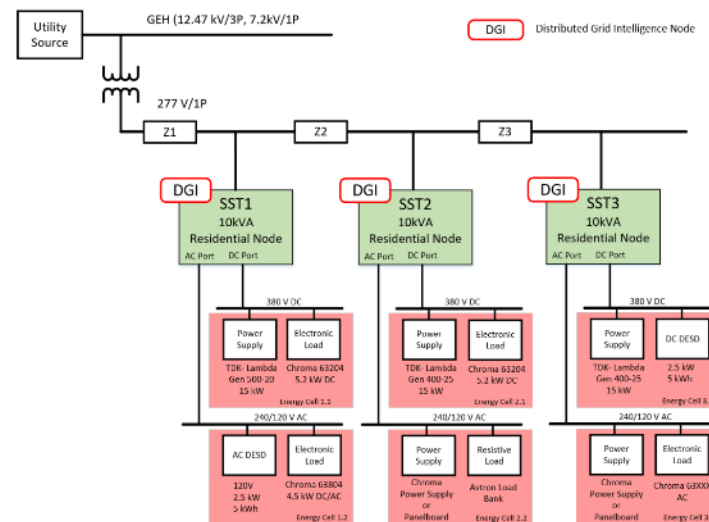 Utility
Source
GEH (12.47 kV/3P, 7.2kV/1P
DGI
Distributed Grid Intelligence Node
277 V/1P
Z1
Z2
Z3
DGI
SST1
10kVA
Residential Node
AC Port
DC Port
DGI
SST2
10kVA
Residential Node
AC Port
DC Port
DGI
SST3
10kVA
Residential Node
AC Port
DC Port
380 V DC
Power
Supply
Electronic
Load
TDK- Lambda
Gen 500-20
15 kW
Chroma 63204
5.2 kW DC
Energy Cell 1.1
380 V DC
Power
Supply
Electronic
Load
TDK- Lambda
Gen 400-25
15 kW
Chroma 63204
5.2 kW DC
Energy Cell 2.1
380 V DC
Power
Supply
DC DESD
TDK- Lambda
Gen 400-25
15 kW
2.5 kW
5 kWh
Energy Cell 3.
240/120 V AC
AC DESD
Electronic
Load
120V
2.5 kW
5 kWh
Chroma 63804
4.5 kW DC/AC
Energy Cell 1.2
240/120 V AC
Power
Supply
Resistive
Load
Chroma
Power Supply
or
Panelboard
Avtron Load
Bank
Energy Cell 2.2
240/120 V AC
Power
Supply
Electronic
Load
Chroma
Power Supply
or
Panelboard
Chroma 63XXX
AC
Energy Cell 3.